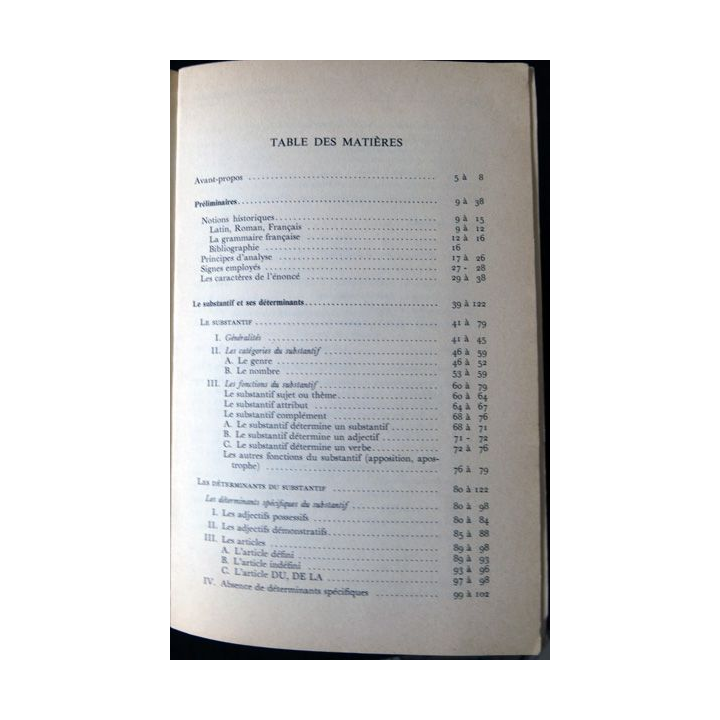 TABLE DES MATIÈRES
Avant-propos ........ 5 à 8
Préliminaires ........ 9 à 38
Notions historiques ........ 9 à 15
Latin, Roman, Français ........ 9 à 12
La grammaire française ........ 12 à 16
Bibliographie ........ 16
Principes d'analyse ........ 17 à 26
Signes employés ........ 27 - 28
Les caractères de l'énoncé ........ 29 à 38
Le substantif et ses déterminants ........ 39 à 122
LE SUBSTANTIF ........ 41 à 79
I. Généralités ........ 41 à 45
II. Les catégories du substantif ........ 46 à 59
A. Le genre ........ 46 à 52
B. Le nombre ........ 53 à 59
III. Les fonctions du substantif ........ 60 à 79
Le substantif sujet ou thème ........ 60 à 64
Le substantif attribut ........ 64 à 67
Le substantif complément ........ 68 à 76
A. Le substantif détermine un substantif ........ 68 à 71
B. Le substantif détermine un adjectif ........ 71 - 72
C. Le substantif détermine un verbe ........ 72 à 76
Les autres fonctions du substantif (apposition, apos-
trophe) ........ 76 à 79
LES DÉTERMINANTS DU SUBSTANTIF ........ 80 à 122
Les déterminants spécifiques du substantif ........ 80 à 98
I. Les adjectifs possessifs ........ 80 à 84
II. Les adjectifs démonstratifs ........ 85 à 88
III. Les articles ........ 89 à 98
A. L'article défini ........ 89 à 93
B. L'article indéfini ........ 93 à 96
C. L'article DU, DE LA ........ 97 à 98
IV. Absence de déterminants spécifiques ........ 99 à 102